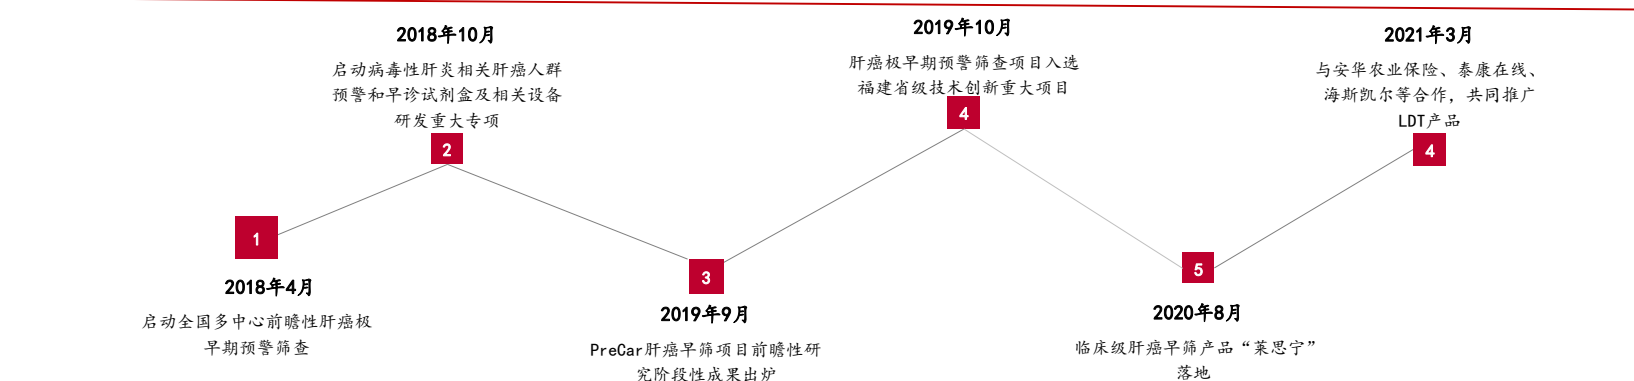 2018年10月
启动病毒性肝炎相关肝癌人群
预警和早诊试剂盒及相关设备
研发重大专项
2
2019年10月
肝癌极早期预警筛查项目入选
福建省级技术创新重大项目
4
2021年3月
与安华农业保险、泰康在线、
海斯凯尔等合作，共同推广
LDT产品
4
1
2018年4月
启动全国多中心前瞻性肝癌极
早期预警筛查
3
2019年9月
PreCar肝癌早筛项目前瞻性研
究阶段性成果出炉
5
2020年8月
临床级肝癌早筛产品“莱思宁”
落地